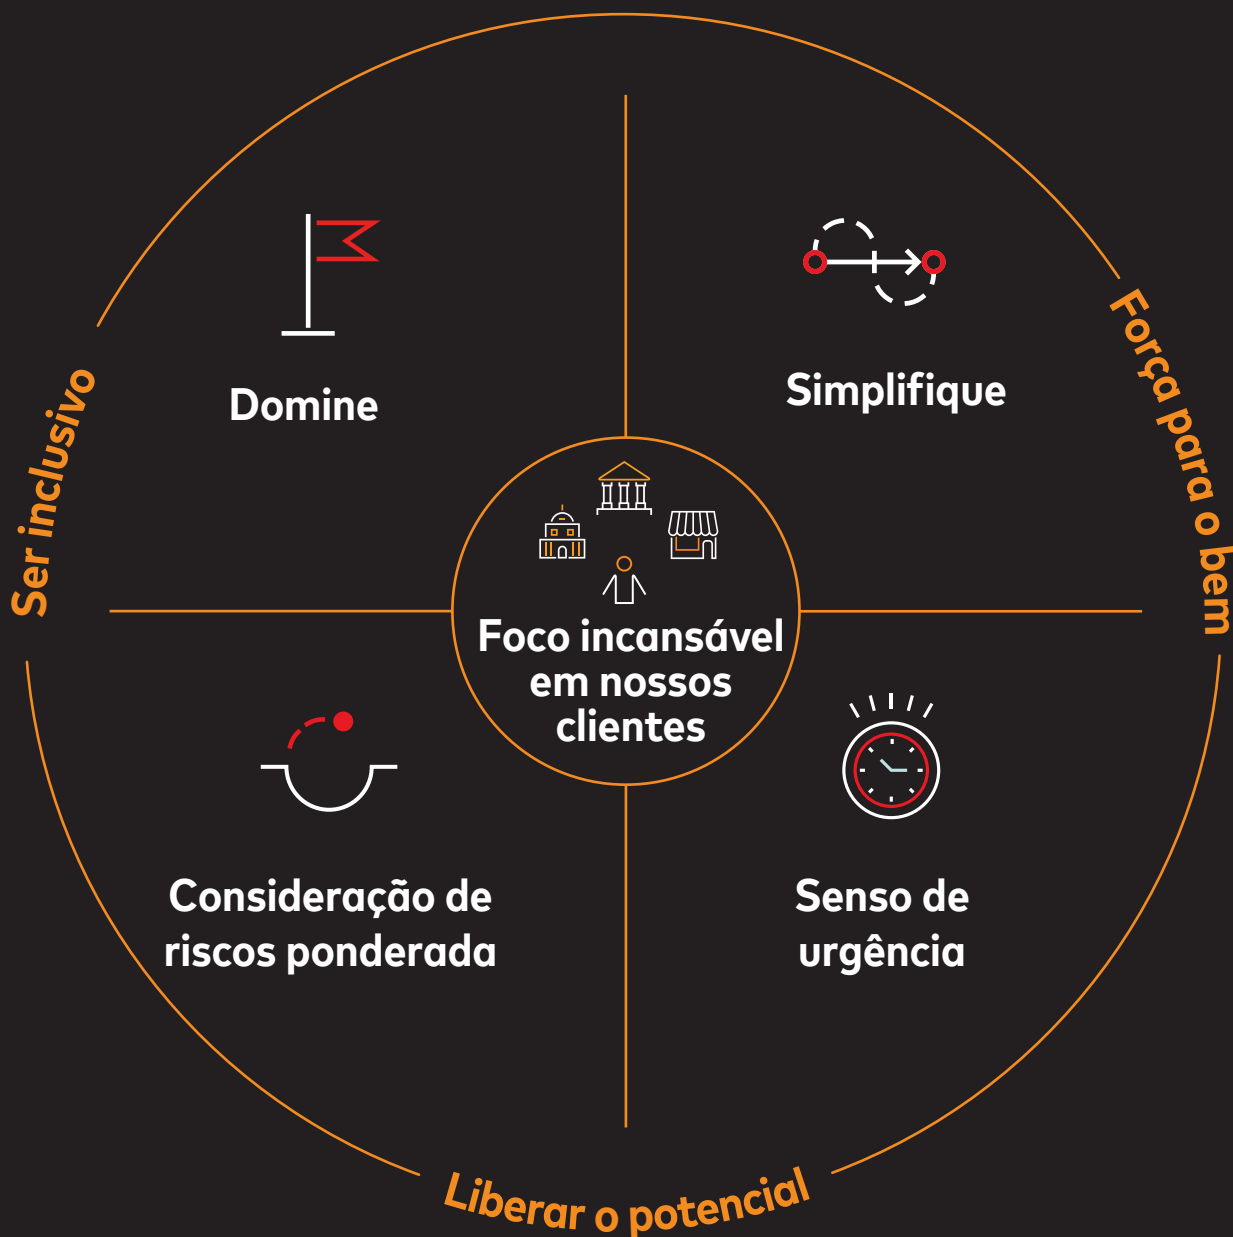 Ser inclusivo
Força para o bem
Domine
Simplifique
Foco incansável
em nossos
clientes
Consideração de
riscos ponderada
Senso de
urgência
Liberar o potencial